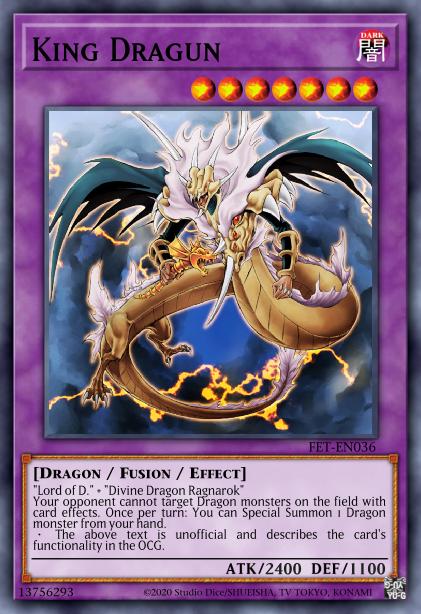 KING DRAGUN
DARK
闇
FET-EN036
[DRAGON / FUSION / EFFECT]
"Lord of D." + "Divine Dragon Ragnarok"
Your opponent cannot target Dragon monsters on the field with
card effects. Once per turn: You can Special Summon 1 Dragon
monster from your hand.
· The above text is unofficial and describes the card's
functionality in the OCG.
ATK/2400 DEF/1100
13756293
©2020 Studio Dice/SHUEISHA, TV TOKYO, KONAMI